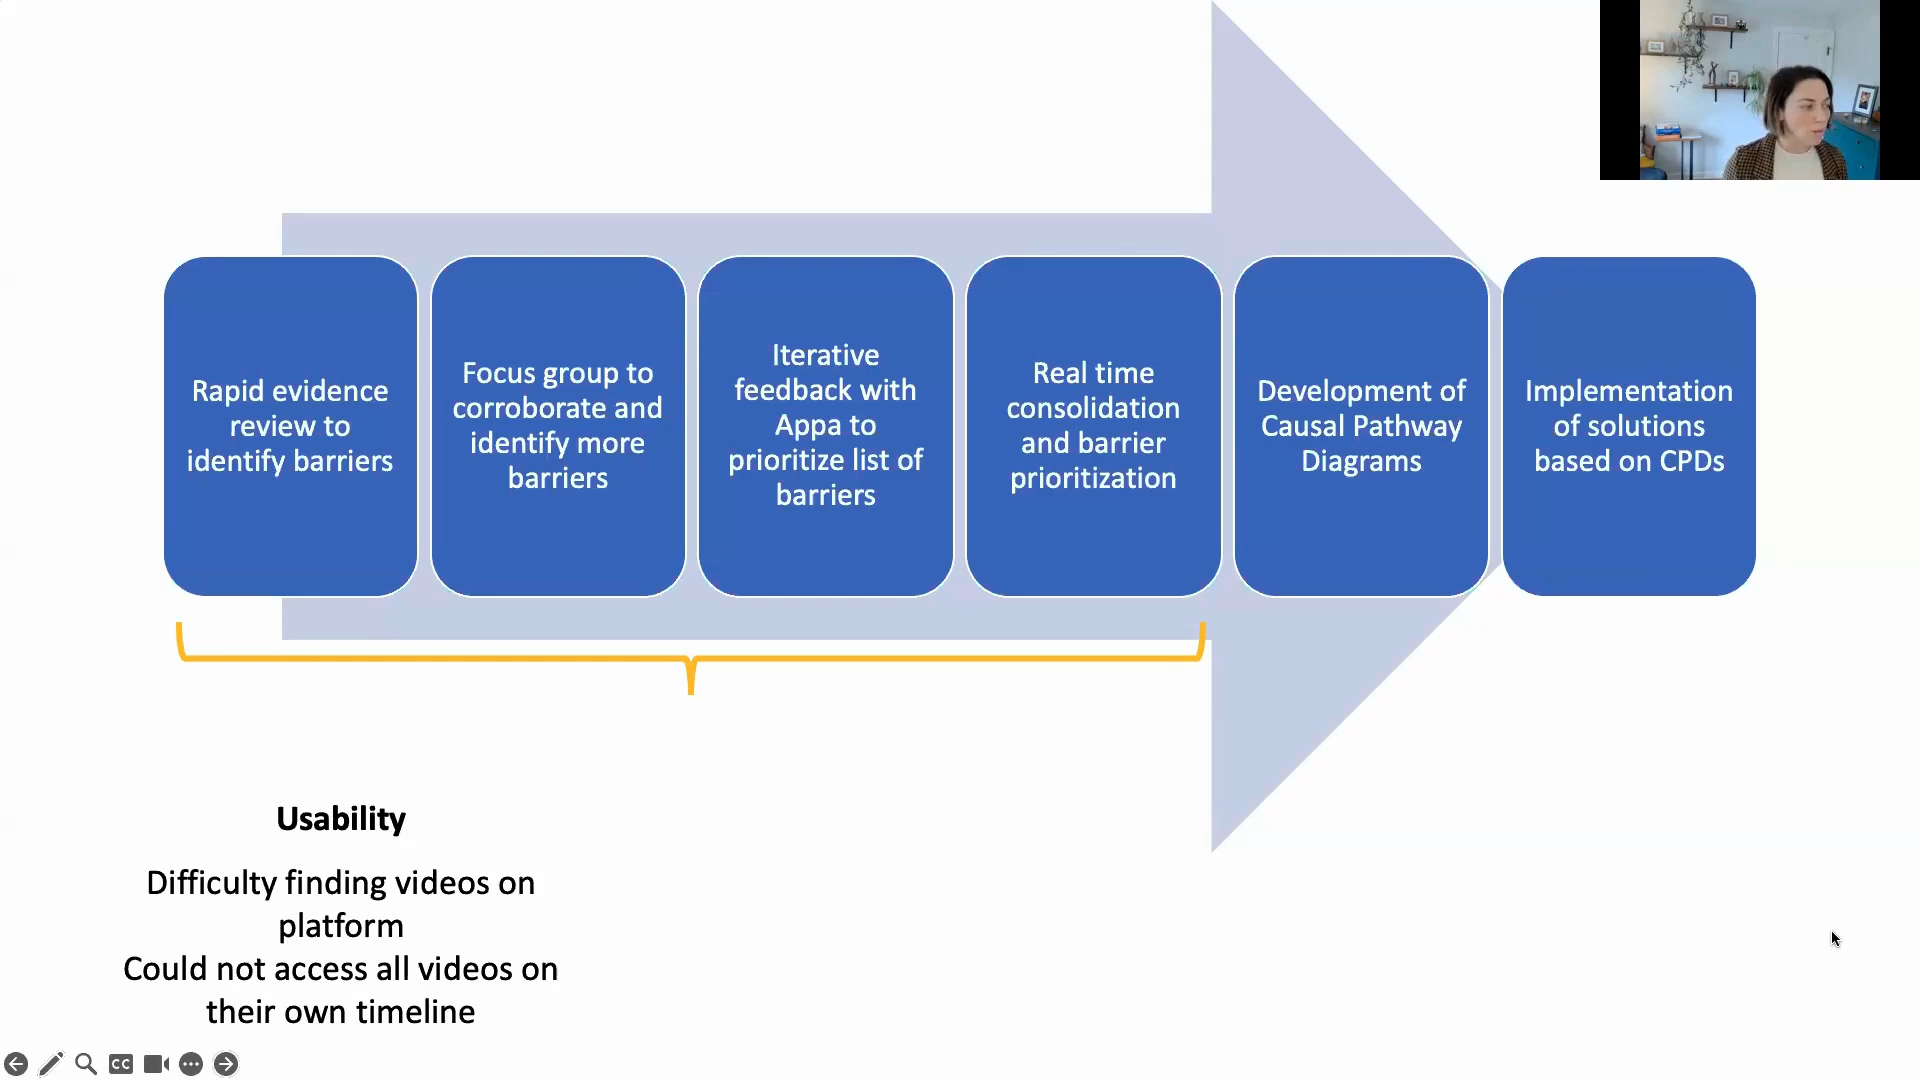 Rapid evidence
review to
identify barriers
Focus group to
corroborate and
identify more
barriers
Iterative
feedback with
Appa to
prioritize list of
barriers
Real time
consolidation
and barrier
prioritization
Development of
Causal Pathway
Diagrams
Implementation
of solutions
based on CPDs
Usability
Difficulty finding videos on
platform
Could not access all videos on
their own timeline
CC